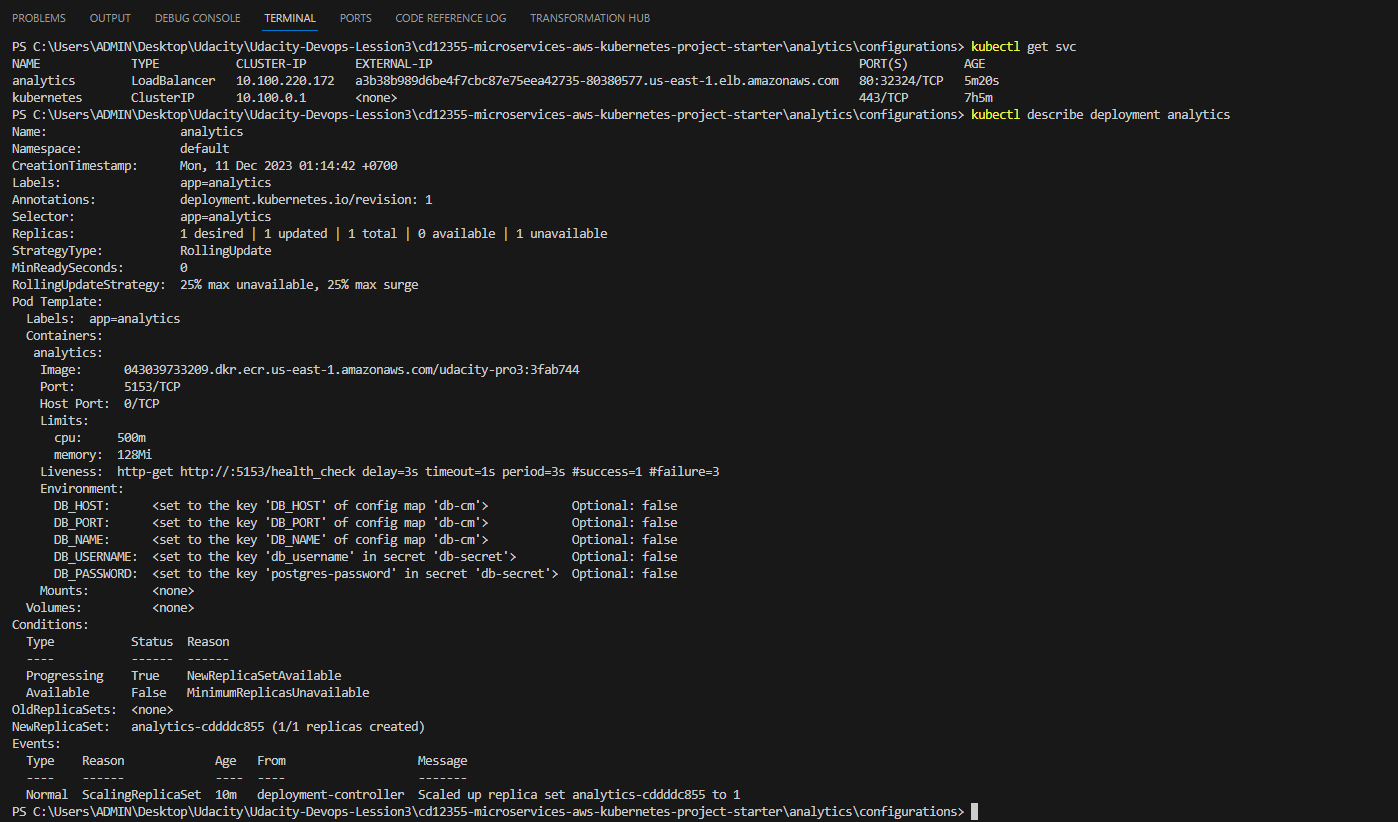 PROBLEMS OUTPUT DEBUG CONSOLE TERMINAL PORTS CODE REFERENCE LOG TRANSFORMATION HUB
PS C:\Users\ADMIN\Desktop\Udacity\Udacity-Devops-Lession3\cd12355-microservices-aws-kubernetes-project-starter\analytics\configurations> kubectl get svc
NAME TYPE CLUSTER-IP EXTERNAL-IP PORT(S) AGE
analytics LoadBalancer 10.100.220.172 a3b38b989d6be4f7cbc87e75eea42735-80380577.us-east-1.elb.amazonaws.com 80:32324/TCP 5m20s
kubernetes ClusterIP 10.100.0.1 <none> 443/TCP 7h5m
PS C:\Users\ADMIN\Desktop\Udacity\Udacity-Devops-Lession3\cd12355-microservices-aws-kubernetes-project-starter\analytics\configurations> kubectl describe deployment analytics
Name: analytics
Namespace: default
CreationTimestamp: Mon, 11 Dec 2023 01:14:42 +0700
Labels: app=analytics
Annotations: deployment.kubernetes.io/revision: 1
Selector: app=analytics
Replicas: 1 desired | 1 updated | 1 total | 0 available | 1 unavailable
StrategyType: RollingUpdate
MinReadySeconds: 0
RollingUpdateStrategy: 25% max unavailable, 25% max surge
Pod Template:
Labels: app=analytics
Containers:
analytics:
Image: 043039733209.dkr.ecr.us-east-1.amazonaws.com/udacity-pro3:3fab744
Port: 5153/TCP
Host Port: 0/TCP
Limits:
cpu: 500m
memory: 128Mi
Liveness: http-get http://:5153/health_check delay=3s timeout=1s period=3s #success=1 #failure=3
Environment:
DB_HOST: <set to the key 'DB_HOST' of config map 'db-cm'> Optional: false
DB_PORT: <set to the key 'DB_PORT' of config map 'db-cm'> Optional: false
DB_NAME: <set to the key 'DB_NAME' of config map 'db-cm'> Optional: false
DB_USERNAME: <set to the key 'db_username' in secret 'db-secret'> Optional: false
DB_PASSWORD: <set to the key 'postgres-password' in secret 'db-secret'> Optional: false
Mounts: <none>
Volumes: <none>
Conditions:
Type Status Reason
---- ------ ------
Progressing True NewReplicaSetAvailable
Available False MinimumReplicasUnavailable
OldReplicaSets: <none>
NewReplicaSet: analytics-cddddc855 (1/1 replicas created)
Events:
Type Reason Age From Message
---- ------ ---- ---- -------
Normal ScalingReplicaSet 10m deployment-controller Scaled up replica set analytics-cddddc855 to 1
PS C:\Users\ADMIN\Desktop\Udacity\Udacity-Devops-Lession3\cd12355-microservices-aws-kubernetes-project-starter\analytics\configurations>